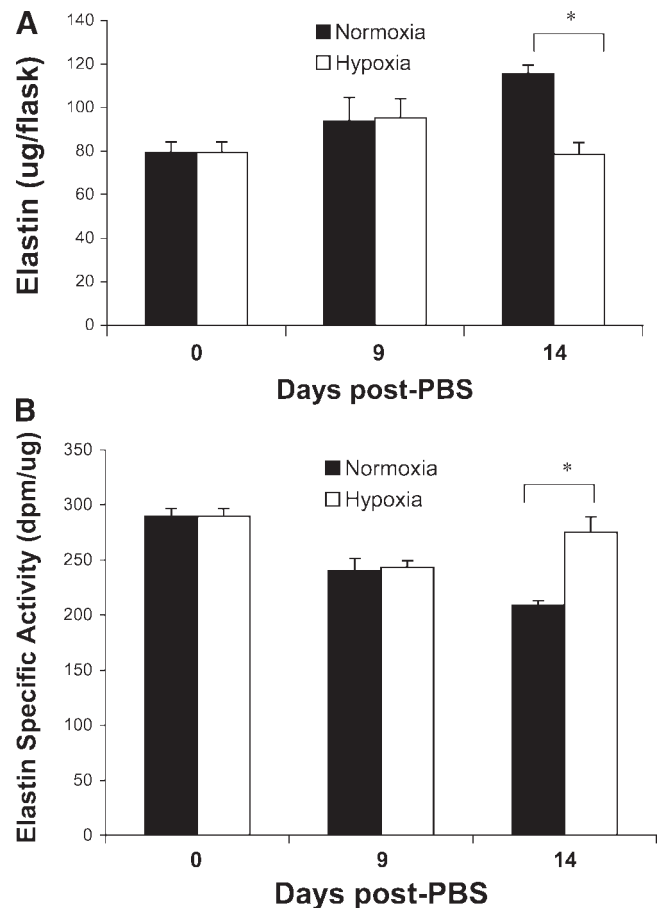 A
Elastin (ug/flask)
140
120
100
80
60
40
20
0
Normoxia
Hypoxia
*
0 9 14
Days post-PBS
B
Elastin Specific Activity (dpm/ug)
350
300
250
200
150
100
50
0
Normoxia
Hypoxia
*
0 9 14
Days post-PBS